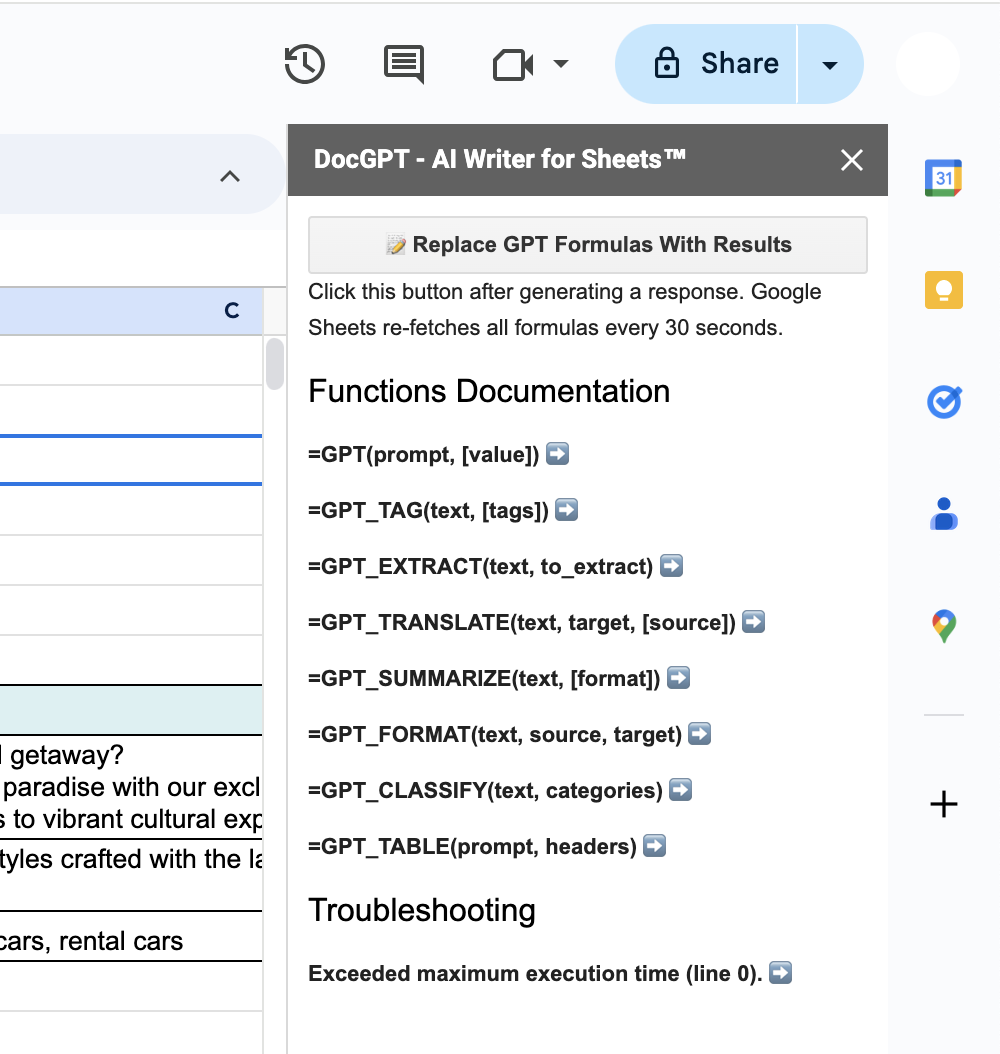 Share
DocGPT - AI Writer for Sheets™
31
📝 Replace GPT Formulas With Results
Click this button after generating a response. Google
Sheets re-fetches all formulas every 30 seconds.
C
Functions Documentation
=GPT(prompt, [value]) ➡️
=GPT_TAG(text, [tags]) ➡️
=GPT_EXTRACT(text, to_extract) ➡️
=GPT_TRANSLATE(text, target, [source]) ➡️
=GPT_SUMMARIZE(text, [format]) ➡️
=GPT_FORMAT(text, source, target) ➡️
=GPT_CLASSIFY(text, categories) ➡️
=GPT_TABLE(prompt, headers) ➡️
Troubleshooting
Exceeded maximum execution time (line 0). ➡️
getaway?
paradise with our excl
s to vibrant cultural exp
tyles crafted with the la
cars, rental cars